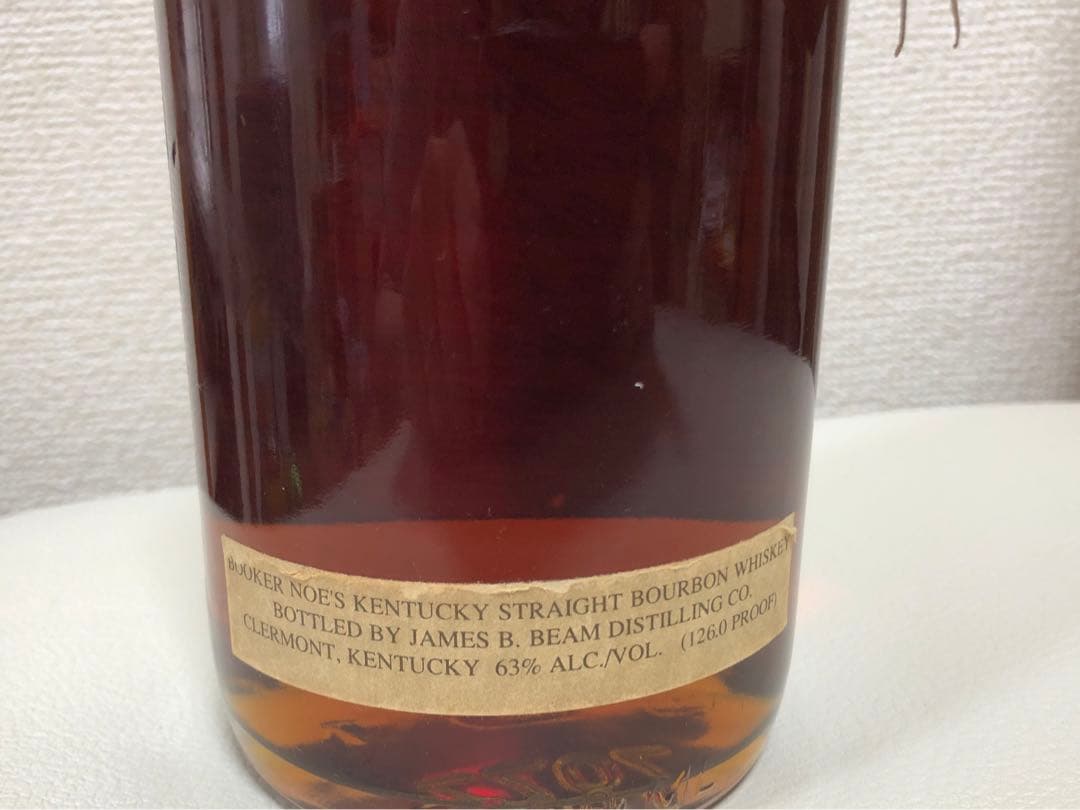 BOOKER NOE'S KENTUCKY STRAIGHT BOURBON WHISKEY
BOTTLED BY JAMES B. BEAM DISTILLING CO.
CLERMONT, KENTUCKY 63% ALC./VOL. (126.0 PROOF)